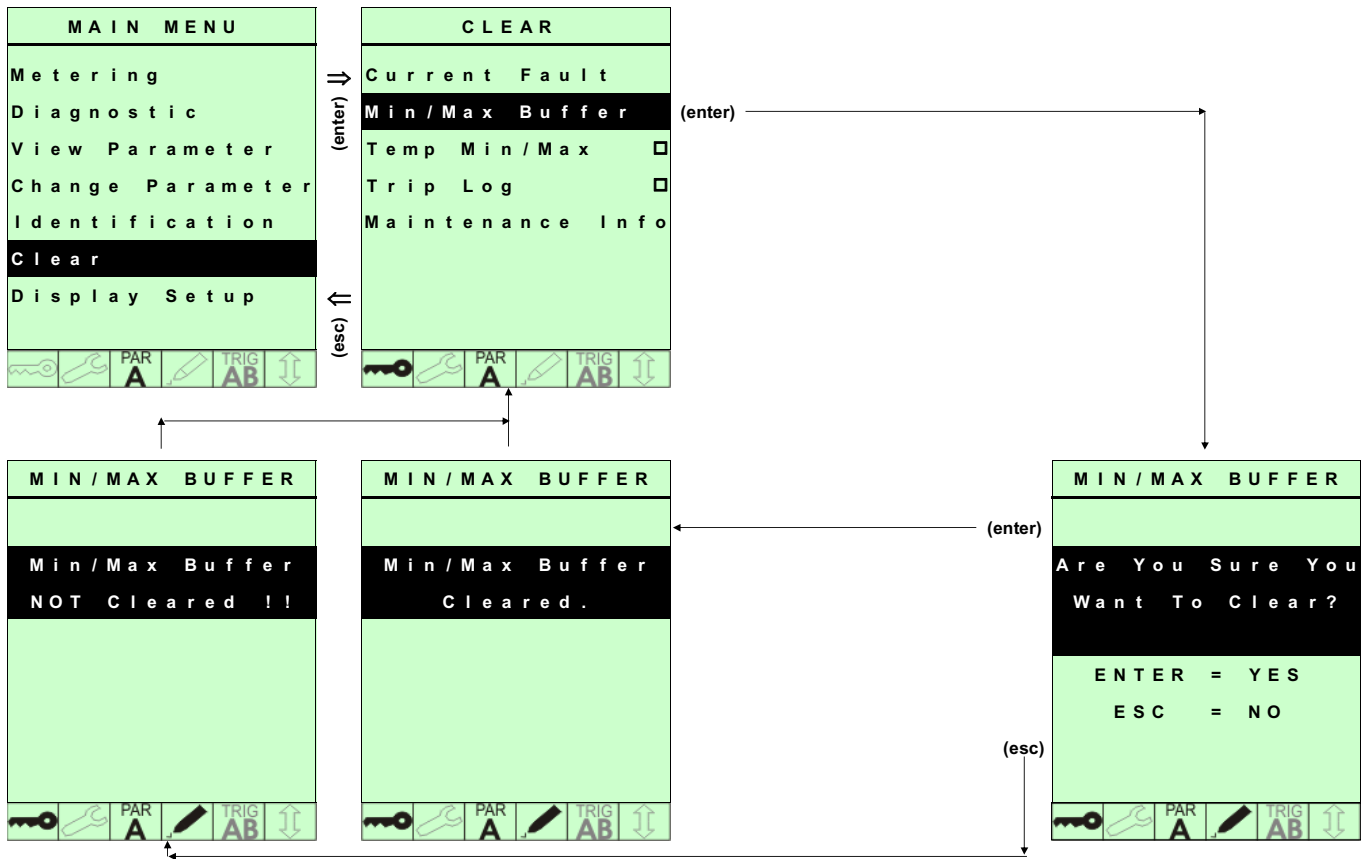 MAIN MENU
Metering
Diagnostic
View Parameter
Change Parameter
Identification
Clear
Display Setup
PAR
A
TRIG
AB
(enter)
(esc)
CLEAR
Current Fault
Min/Max Buffer
Temp Min/Max
Trip Log
Maintenance Info
PAR
A
TRIG
AB
(enter)
MIN/MAX BUFFER
Min/Max Buffer
NOT Cleared !!
PAR
A
TRIG
AB
MIN/MAX BUFFER
Min/Max Buffer
Cleared.
PAR
A
TRIG
AB
(enter)
(esc)
MIN/MAX BUFFER
Are You Sure You
Want To Clear?
ENTER = YES
ESC = NO
PAR
A
TRIG
AB